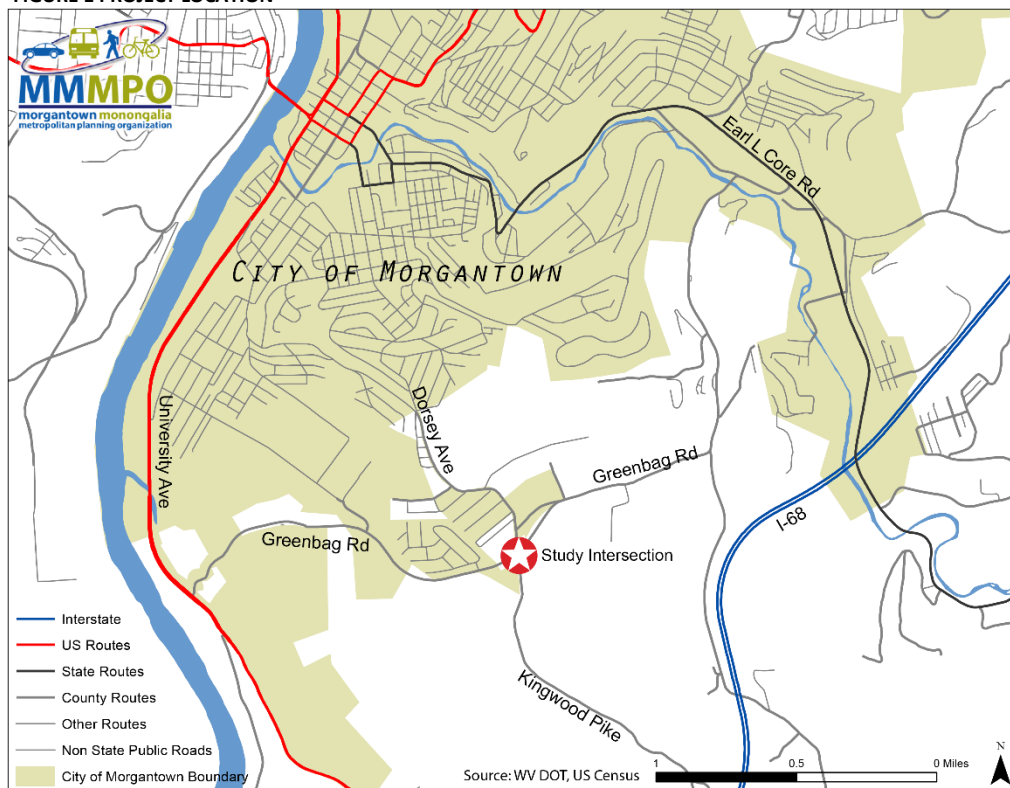 FIGURE 1 PROJECT LOCATION
MMMPO
morgantown monongalia
metropolitan planning organization
Earl L Core Rd
CITY OF MORGANTOWN
University Ave
Dorsey Ave
Greenbag Rd
Greenbag Rd
I-68
Study Intersection
Kingwood Pike
Interstate
US Routes
State Routes
County Routes
Other Routes
Non State Public Roads
City of Morgantown Boundary
Source: WV DOT, US Census
1 0.5 0 Miles
N